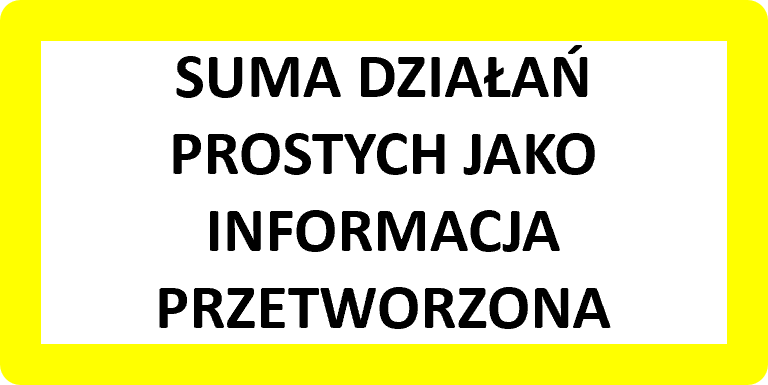 SUMA DZIAŁAŃ
PROSTYCH JAKO
INFORMACJA
PRZETWORZONA